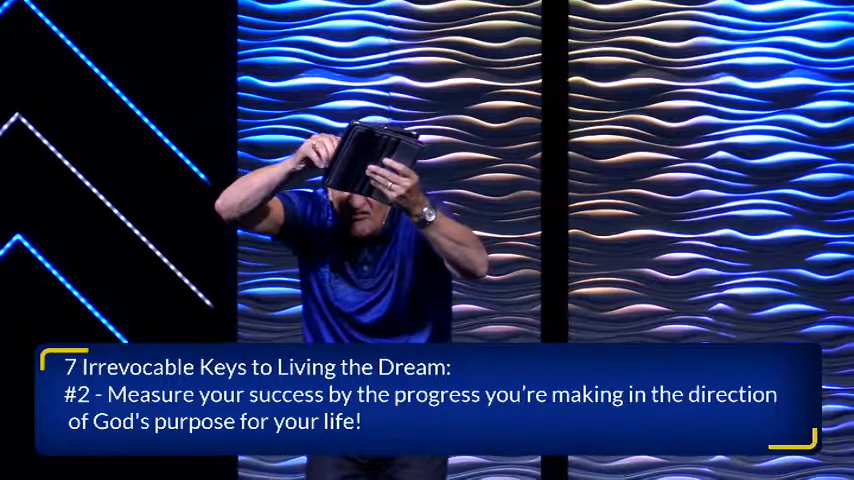 7 Irrevocable Keys to Living the Dream:
#2 - Measure your success by the progress you’re making in the direction
of God's purpose for your life!